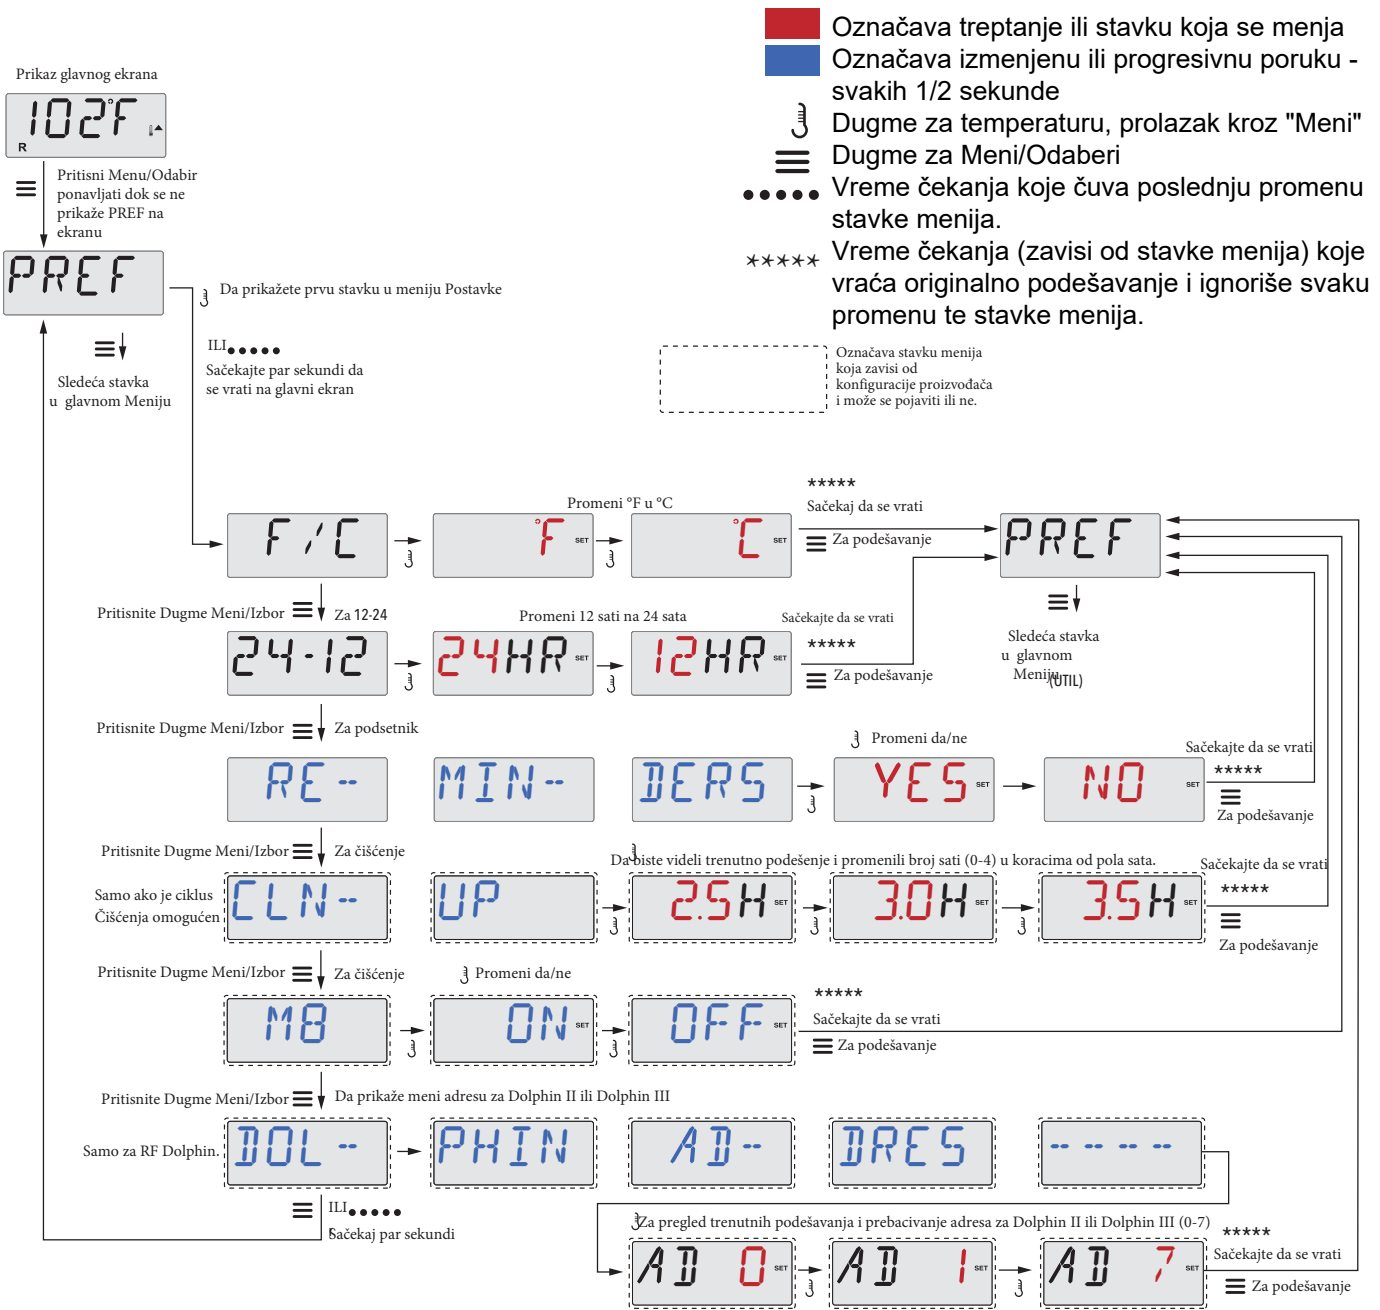 Označava treptanje ili stavku koja se menja
Označava izmenjenu ili progresivnu poruku -
svakih 1/2 sekunde
Dugme za temperaturu, prolazak kroz "Meni"
Dugme za Meni/Odaberi
Vreme čekanja koje čuva poslednju promenu
stavke menija.
***** Vreme čekanja (zavisi od stavke menija) koje
vraća originalno podešavanje i ignoriše svaku
promenu te stavke menija.
Označava stavku menija
koja zavisi od
konfiguracije proizvođača
i može se pojaviti ili ne.
Prikaz glavnog ekrana
102°F
R
Pritisni Menu/Odabir
ponavljati dok se ne
prikaže PREF na
ekranu
PREF
Da prikažete prvu stavku u meniju Postavke
ILI
Sačekajte par sekundi da
se vrati na glavni ekran
Sledeća stavka
u glavnom Meniju
Promeni °F u °C
F/C
°F SET
°C SET
*****
Sačekaj da se vrati
Za podešavanje
PREF
Sledeća stavka
u glavnom
Meniju
(UTIL)
Pritisnite Dugme Meni/Izbor
Za 12-24
Promeni 12 sati na 24 sata
24-12
24HR SET
12HR SET
Sačekajte da se vrati
*****
Za podešavanje
Pritisnite Dugme Meni/Izbor
Za podsetnik
Promeni da/ne
RE-
MIN-
DERS
YES SET
NO SET
Sačekajte da se vrati
*****
Za podešavanje
Pritisnite Dugme Meni/Izbor
Za čišćenje
Da biste videli trenutno podešenje i promenili broj sati (0-4) u koracima od pola sata.
Samo ako je ciklus
Čišćenja omogućen
CLN-
UP
2.5H SET
3.0H SET
3.5H SET
Sačekajte da se vrati
*****
Za podešavanje
Pritisnite Dugme Meni/Izbor
Za čišćenje
Promeni da/ne
M8
ON SET
OFF SET
*****
Sačekajte da se vrati
Za podešavanje
Pritisnite Dugme Meni/Izbor
Da prikaže meni adresu za Dolphin II ili Dolphin III
Samo za RF Dolphin.
DOL-
PHIN
AD-
DRES
----
ILI
Sačekaj par sekundi
Za pregled trenutnih podešavanja i prebacivanje adresa za Dolphin II ili Dolphin III (0-7)
AD 0 SET
AD 1 SET
AD 7 SET
*****
Sačekajte da se vrati
Za podešavanje